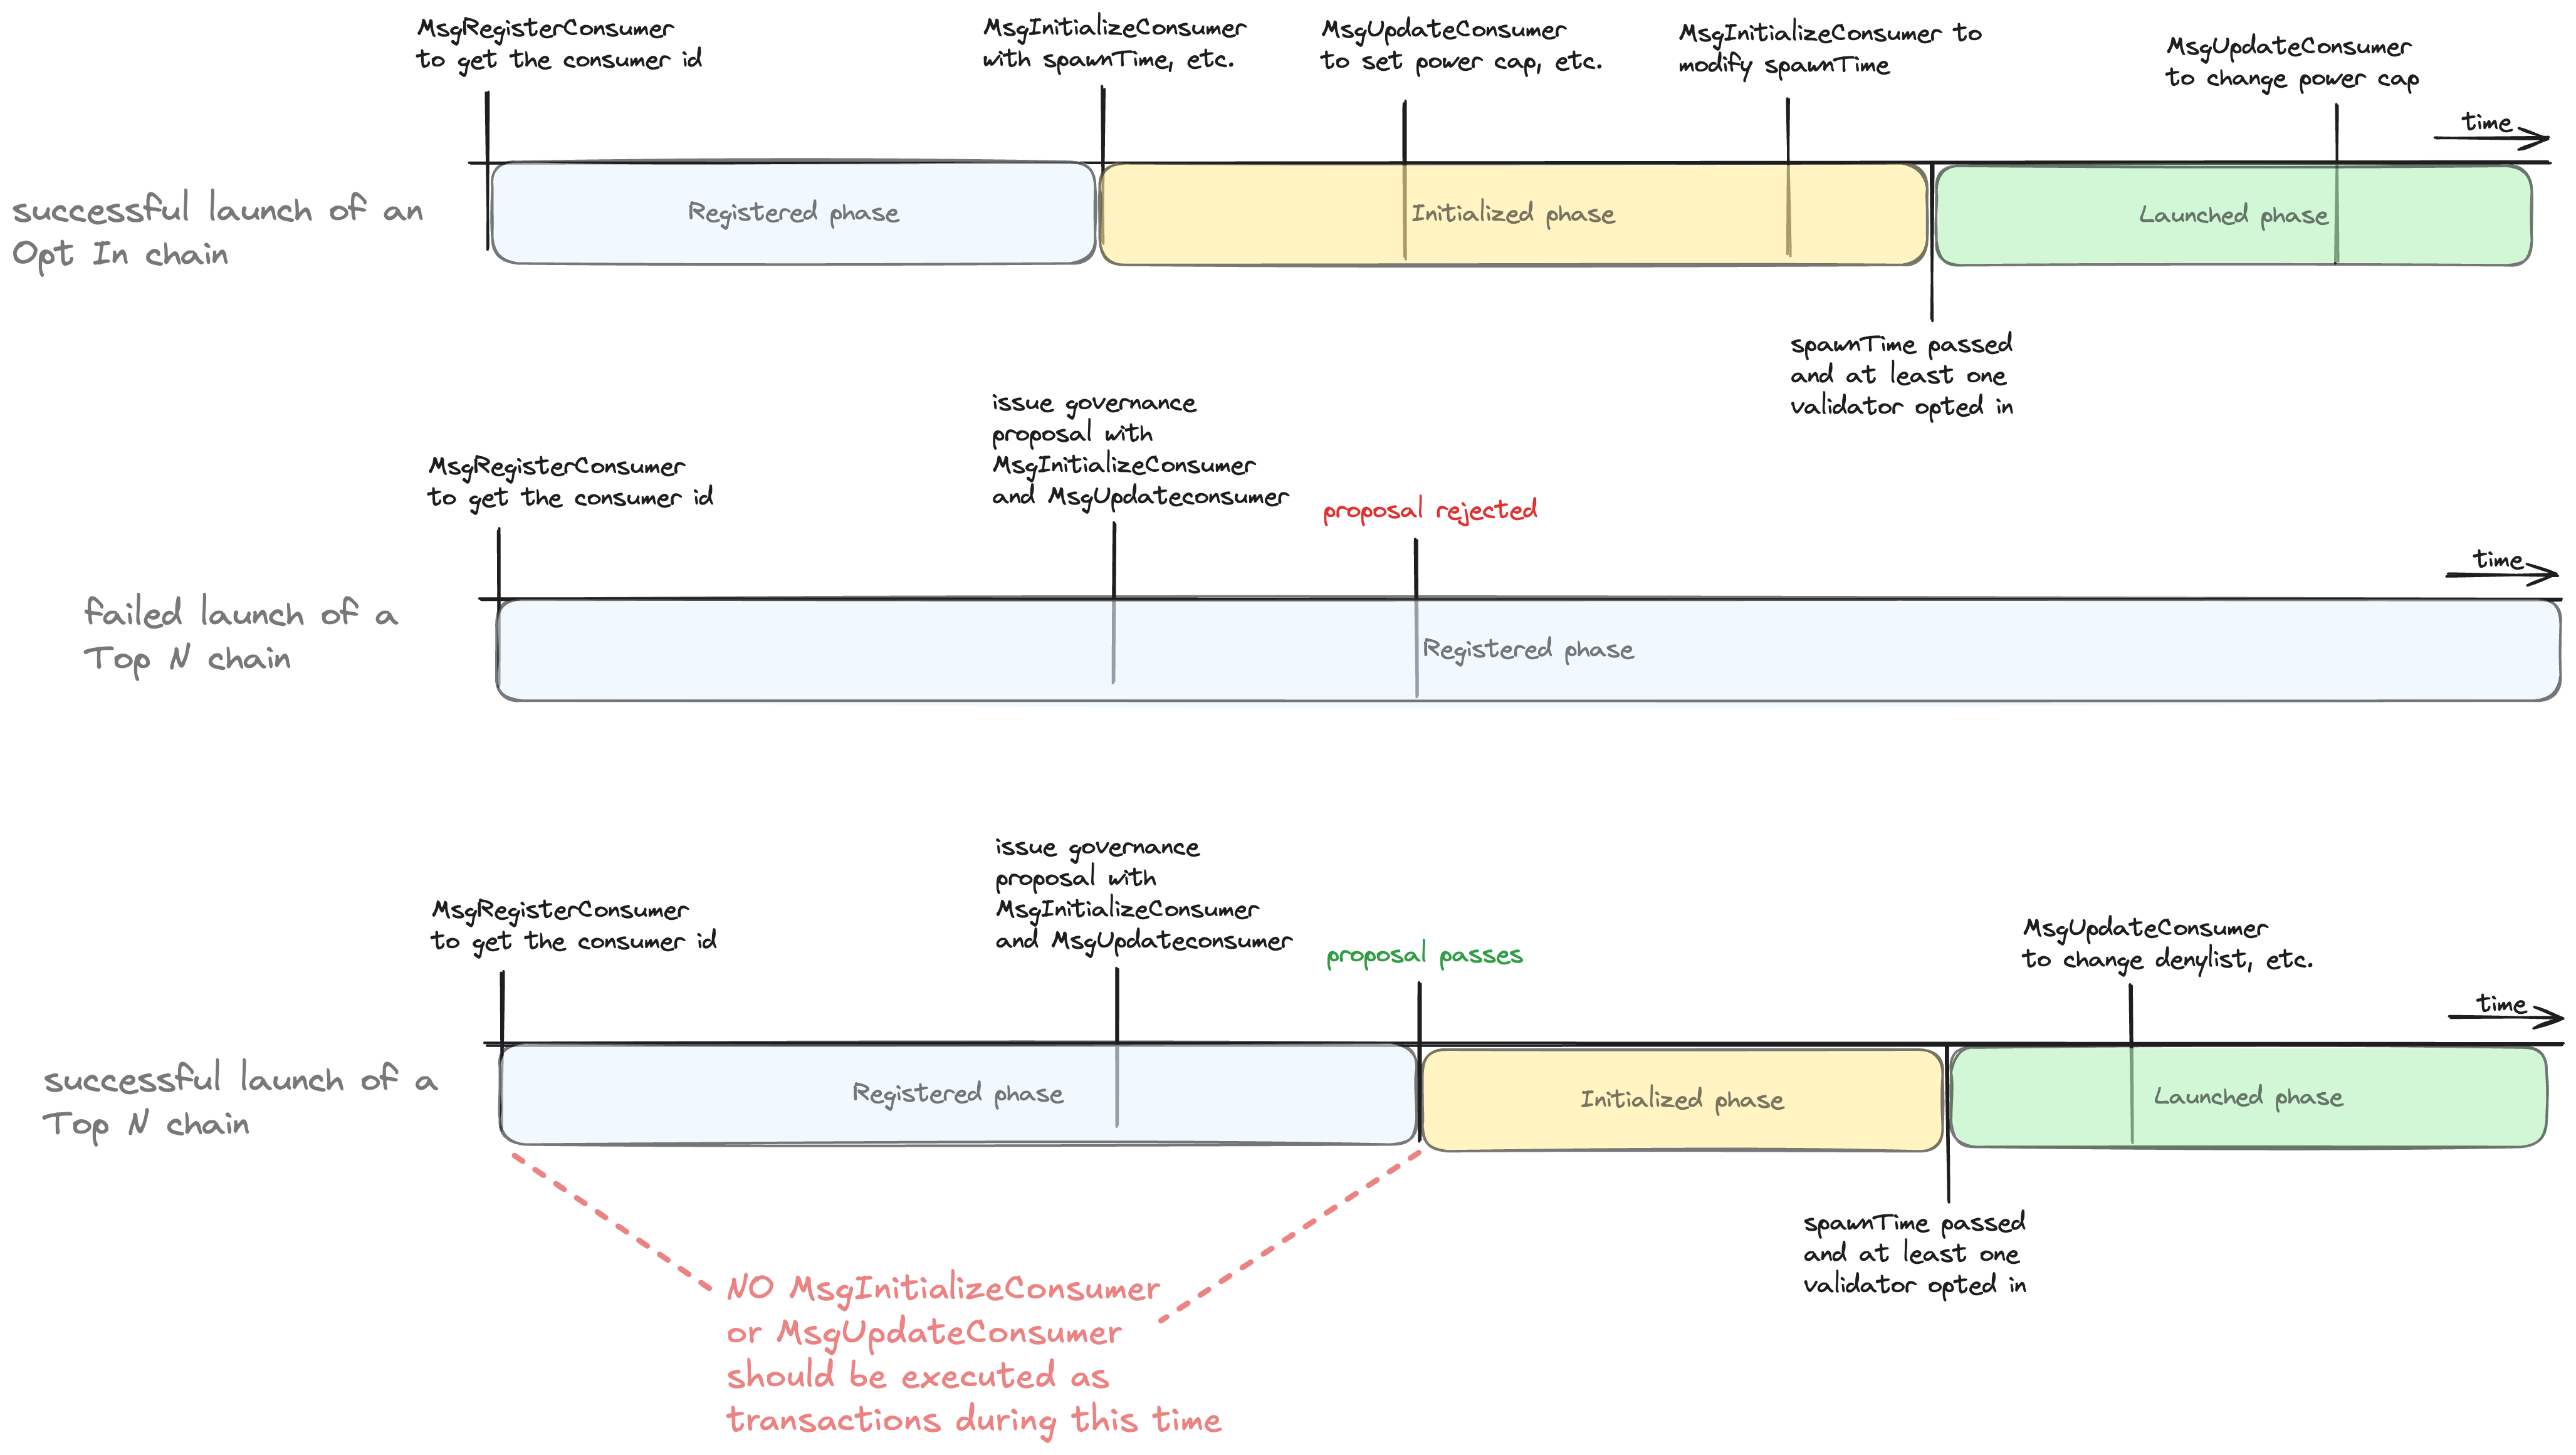 MsgRegisterConsumer
to get the consumer id
MsgInitializeConsumer
with spawnTime, etc.
MsgUpdateConsumer
to set power cap, etc.
MsgInitializeConsumer to
modify spawnTime
MsgUpdateConsumer
to change power cap
time
successful launch of an
Opt In chain
Registered phase
Initialized phase
Launched phase
spawnTime passed
and at least one
validator opted in
MsgRegisterConsumer
to get the consumer id
issue governance
proposal with
MsgInitializeConsumer
and MsgUpdateconsumer
proposal rejected
time
failed launch of a
Top N chain
Registered phase
MsgRegisterConsumer
to get the consumer id
issue governance
proposal with
MsgInitializeConsumer
and MsgUpdateconsumer
proposal passes
MsgUpdateConsumer
to change denylist, etc.
time
successful launch of a
Top N chain
Registered phase
Initialized phase
Launched phase
spawnTime passed
and at least one
validator opted in
NO MsgInitializeConsumer
or MsgUpdateConsumer
should be executed as
transactions during this time